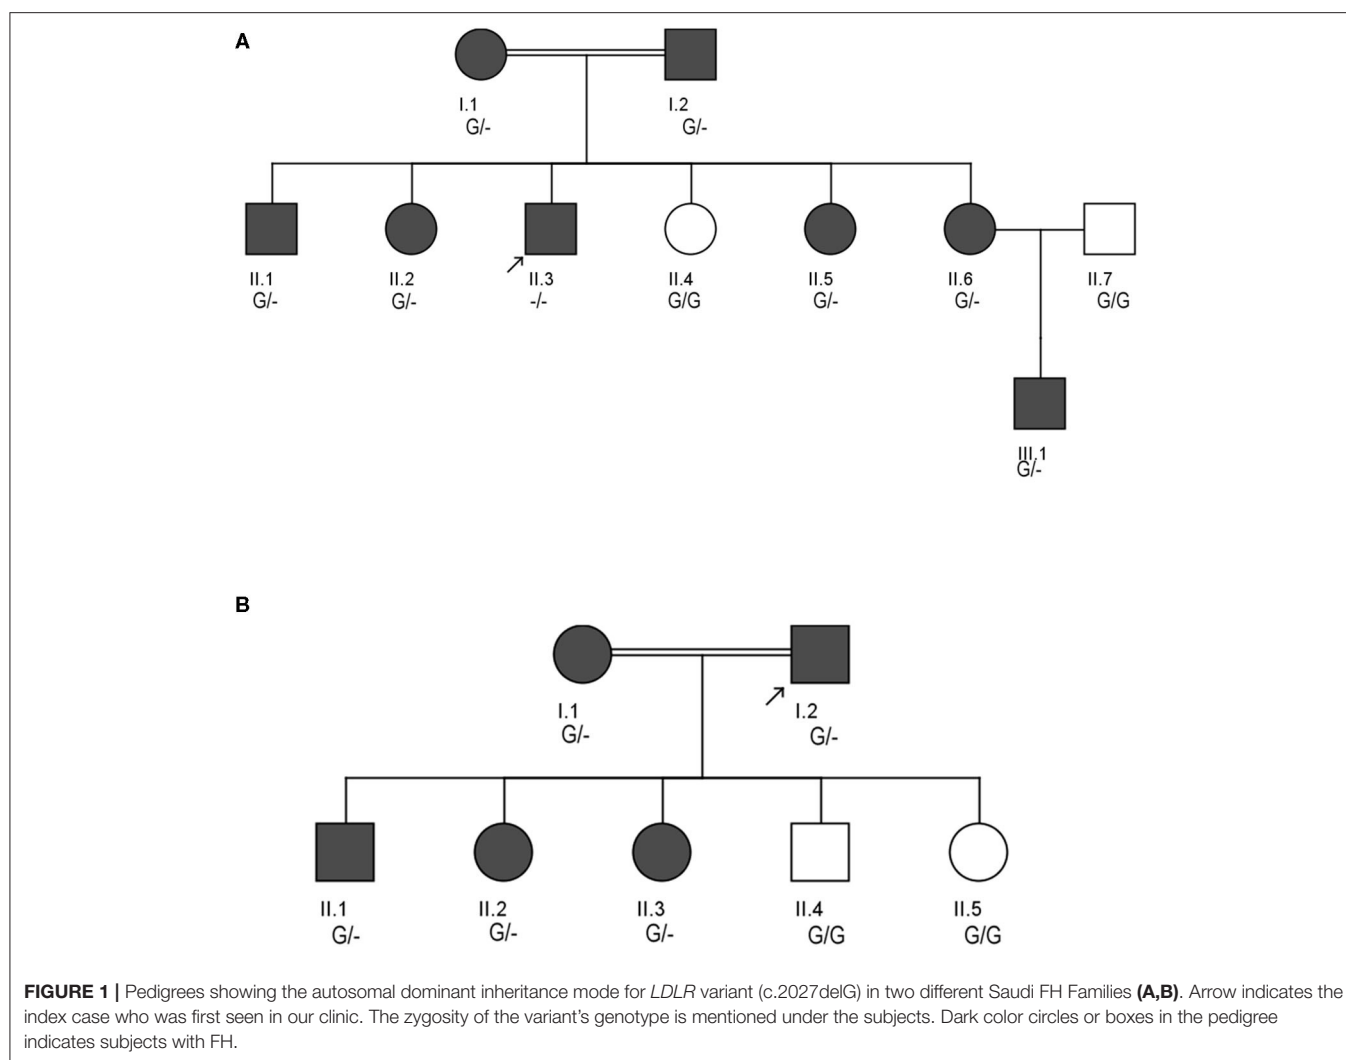 A
I.1 I.2
G/- G/-
II.1 II.2 II.3 II.4 II.5 II.6 II.7
G/- G/- -/- G/G G/- G/- G/G
III.1
G/-
B
I.1 I.2
G/- G/-
II.1 II.2 II.3 II.4 II.5
G/- G/- G/- G/G G/G
FIGURE 1 | Pedigrees showing the autosomal dominant inheritance mode for LDLR variant (c.2027delG) in two different Saudi FH Families (A,B). Arrow indicates the
index case who was first seen in our clinic. The zygosity of the variant's genotype is mentioned under the subjects. Dark color circles or boxes in the pedigree
indicates subjects with FH.